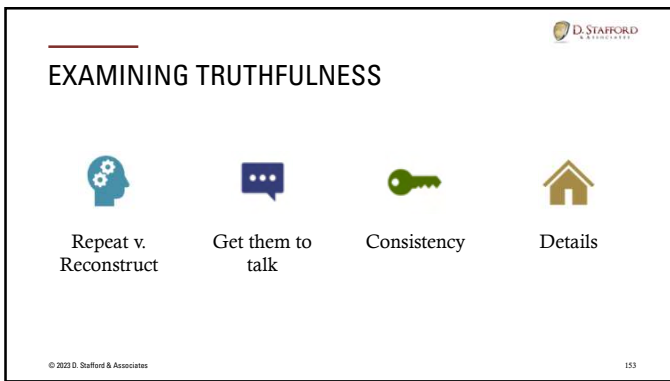 D. STAFFORD
& ASSOCIATES
EXAMINING TRUTHFULNESS
Repeat v.
Reconstruct
Get them to
talk
Consistency
Details
© 2023 D. Stafford & Associates
153